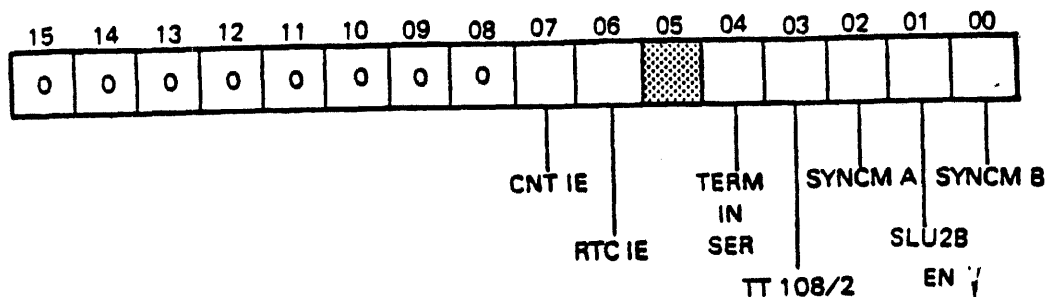 15 14 13 12 11 10 09 08 07 06 05 04 03 02 01 00
0 0 0 0 0 0 0 0
CNT IE TERM SYNCM A SYNCM B
IN
SER SLU2B
RTC IE
EN
TT 108/2